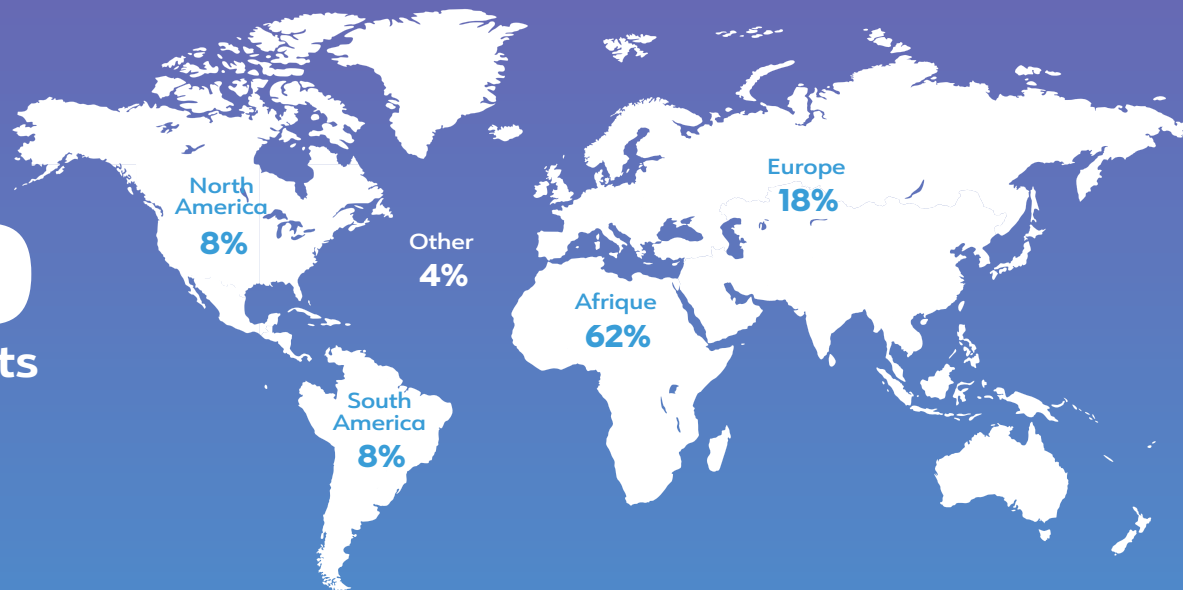 Europe
18%
North
America
8%
Other
4%
Afrique
62%
ts
South
America
8%